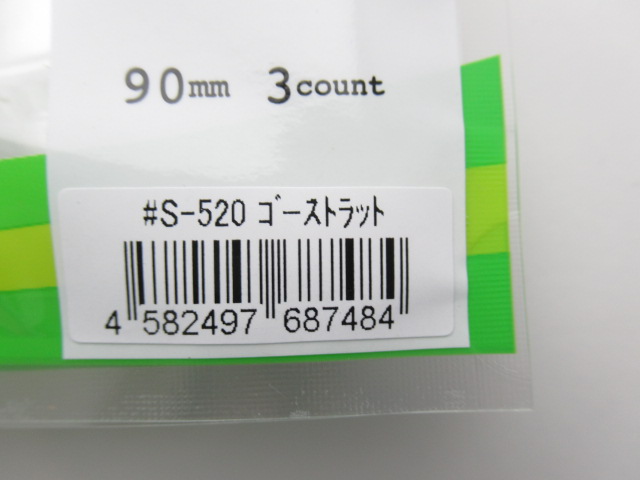 90mm 3count
#S-520 ｺﾞｰｽﾄﾗｯﾄ
4 582497 687484